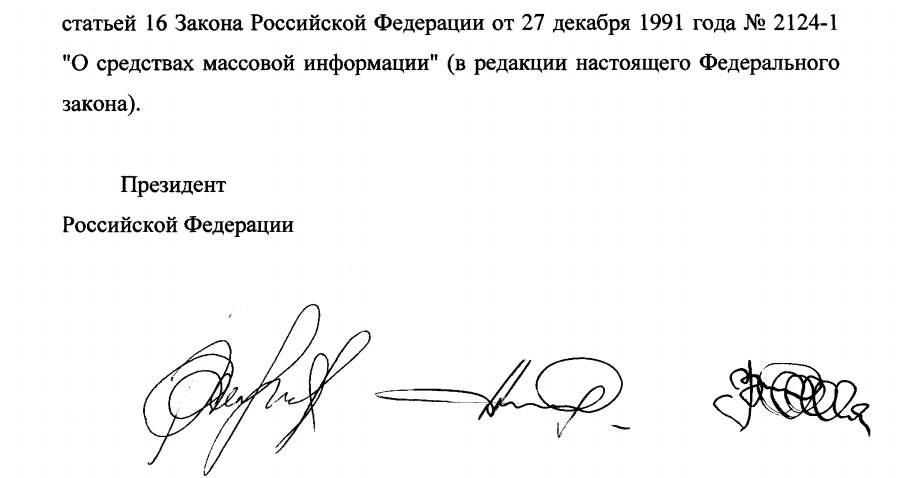 статьей 16 Закона Российской Федерации от 27 декабря 1991 года № 2124-1
"О средствах массовой информации" (в редакции настоящего Федерального
закона).
Президент
Российской Федерации